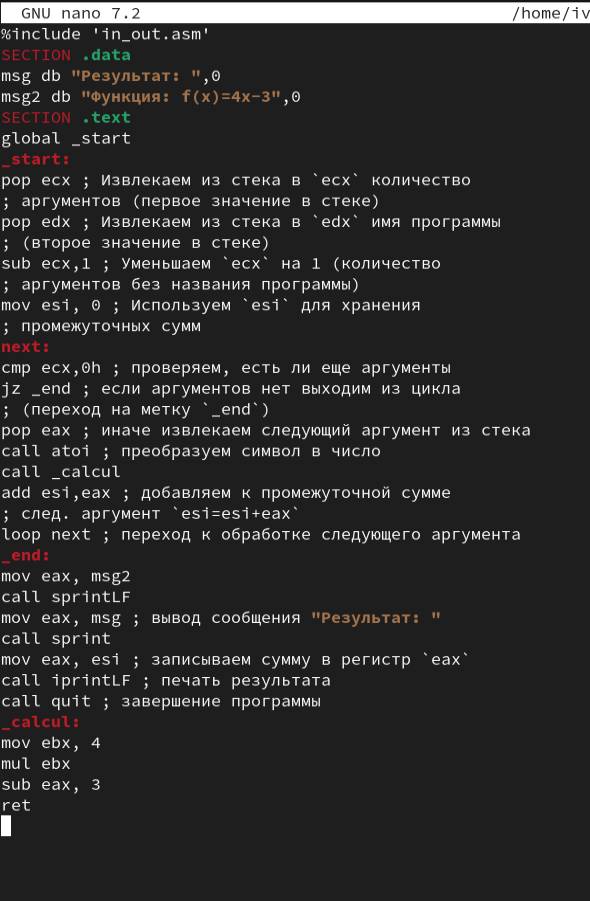 GNU nano 7.2 /home/iv
%include 'in_out.asm'
SECTION .data
msg db "Результат: ",0
msg2 db "Функция: f(x)=4x-3",0
SECTION .text
global _start
_start:
pop ecx ; Извлекаем из стека в `ecx` количество
; аргументов (первое значение в стеке)
pop edx ; Извлекаем из стека в `edx` имя программы
; (второе значение в стеке)
sub ecx,1 ; Уменьшаем `ecx` на 1 (количество
; аргументов без названия программы)
mov esi, 0 ; Используем `esi` для хранения
; промежуточных сумм
next:
cmp ecx,0h ; проверяем, есть ли еще аргументы
jz _end ; если аргументов нет выходим из цикла
; (переход на метку `_end`)
pop eax ; иначе извлекаем следующий аргумент из стека
call atoi ; преобразуем символ в число
call _calcul
add esi,eax ; добавляем к промежуточной сумме
; след. аргумент `esi=esi+eax`
loop next ; переход к обработке следующего аргумента
_end:
mov eax, msg2
call sprintLF
mov eax, msg ; вывод сообщения "Результат: "
call sprint
mov eax, esi ; записываем сумму в регистр `eax`
call iprintLF ; печать результата
call quit ; завершение программы
_calcul:
mov ebx, 4
mul ebx
sub eax, 3
ret